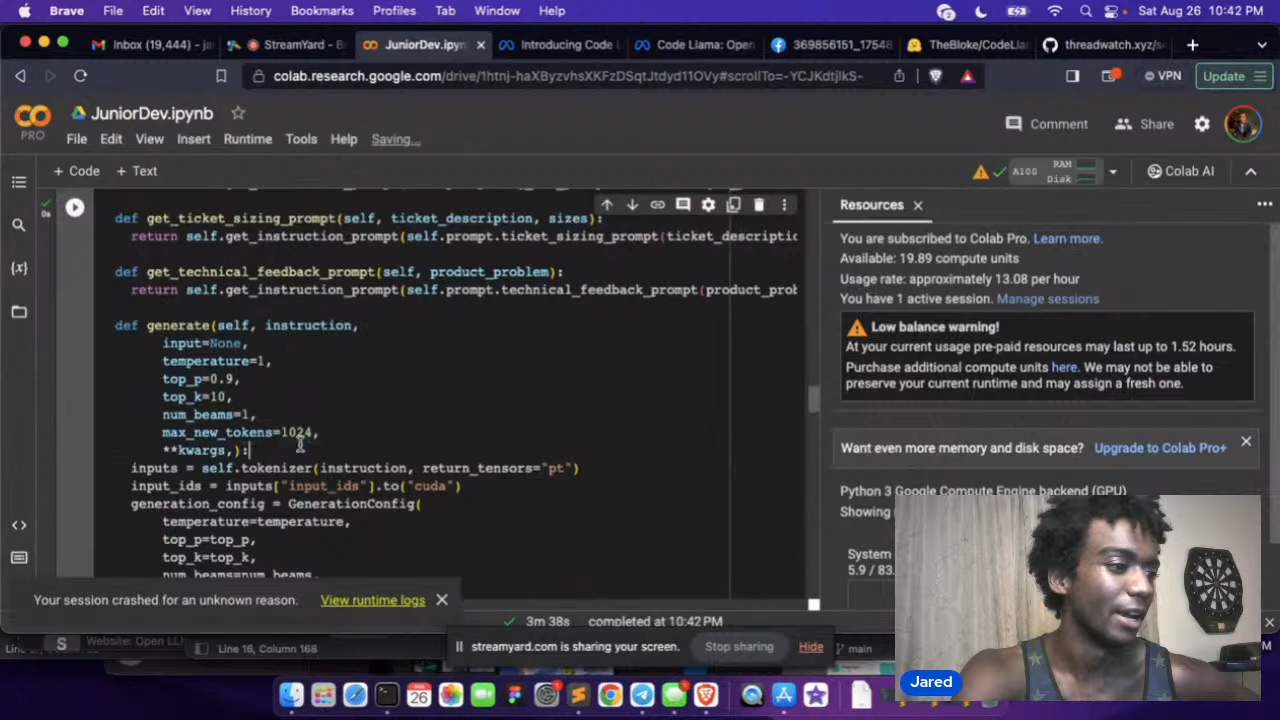 Brave File Edit View History Bookmarks Profiles Tab Window Help Sat Aug 26 10:42 PM
Inbox (19,444) - ja StreamYard - B JuniorDev.ipynb Introducing Code L Code Llama: Open 369856151_17548 TheBloke/CodeLla threadwatch.xyz/se
colab.research.google.com/drive/1htnj-haXByzvhsXKFzDSqtJtdyd11OVy#scrollTo=-YCJKdtjlkS- VPN Update
CO PRO JuniorDev.ipynb
File Edit View Insert Runtime Tools Help Saving... Comment Share
+ Code + Text A100 RAM Disk Colab AI
def get_ticket_sizing_prompt(self, ticket_description, sizes):
return self.get_instruction_prompt(self.prompt.ticket_sizing_prompt(ticket_descriptio
def get_technical_feedback_prompt(self, product_problem):
return self.get_instruction_prompt(self.prompt.technical_feedback_prompt(product_prob
def generate(self, instruction,
input=None,
temperature=1,
top_p=0.9,
top_k=10,
num_beams=1,
max_new_tokens=1024,
**kwargs,):
inputs = self.tokenizer(instruction, return_tensors="pt")
input_ids = inputs["input_ids"].to("cuda")
generation_config = GenerationConfig(
temperature=temperature,
top_p=top_p,
top_k=top_k,
num_beams=num_beams,
Resources
You are subscribed to Colab Pro. Learn more.
Available: 19.89 compute units
Usage rate: approximately 13.08 per hour
You have 1 active session. Manage sessions
Low balance warning!
At your current usage pre-paid resources may last up to 1.52 hours.
Purchase additional compute units here. We may not be able to
preserve your current runtime and may assign a fresh one.
Want even more memory and disk space? Upgrade to Colab Pro+
Python 3 Google Compute Engine backend (GPU)
Showing
System
5.9 / 83.
Your session crashed for an unknown reason. View runtime logs
3m 38s completed at 10:42 PM
S Website: Open LL
Line 16, Column 168
streamyard.com is sharing your screen. Stop sharing Hide
main
Jared